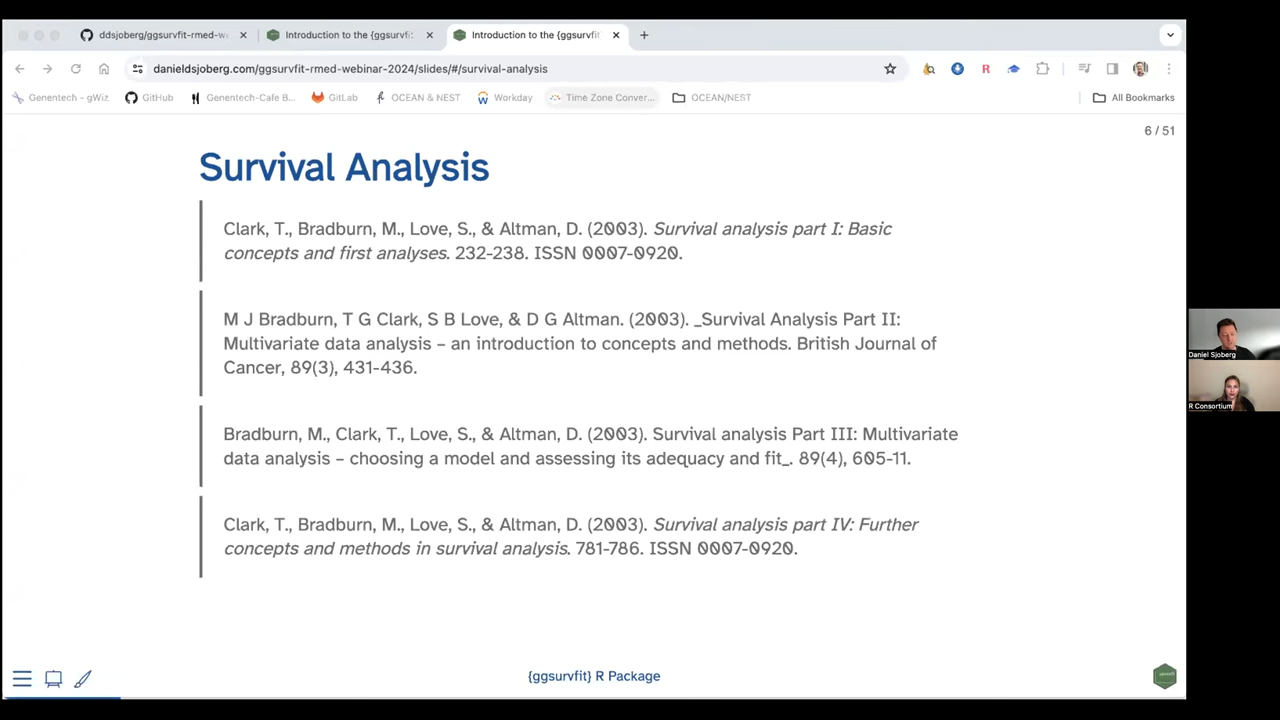 ddsjoberg/ggsurvfit-rmed-we
Introduction to the {ggsurvfi
Introduction to the {ggsurvfit
danieldsjoberg.com/ggsurvfit-rmed-webinar-2024/slides/#/survival-analysis
Genentech - gWiz
GitHub
Genentech-Cafe B...
GitLab
OCEAN & NEST
Workday
Time Zone Conver...
OCEAN/NEST
All Bookmarks
6 / 51
Survival Analysis
Clark, T., Bradburn, M., Love, S., & Altman, D. (2003). Survival analysis part I: Basic
concepts and first analyses. 232-238. ISSN 0007-0920.
M J Bradburn, T G Clark, S B Love, & D G Altman. (2003). _Survival Analysis Part II:
Multivariate data analysis – an introduction to concepts and methods. British Journal of
Cancer, 89(3), 431-436.
Bradburn, M., Clark, T., Love, S., & Altman, D. (2003). Survival analysis Part III: Multivariate
data analysis – choosing a model and assessing its adequacy and fit_. 89(4), 605-11.
Clark, T., Bradburn, M., Love, S., & Altman, D. (2003). Survival analysis part IV: Further
concepts and methods in survival analysis. 781-786. ISSN 0007-0920.
Daniel Sjoberg
R Consortium
{ggsurvfit} R Package